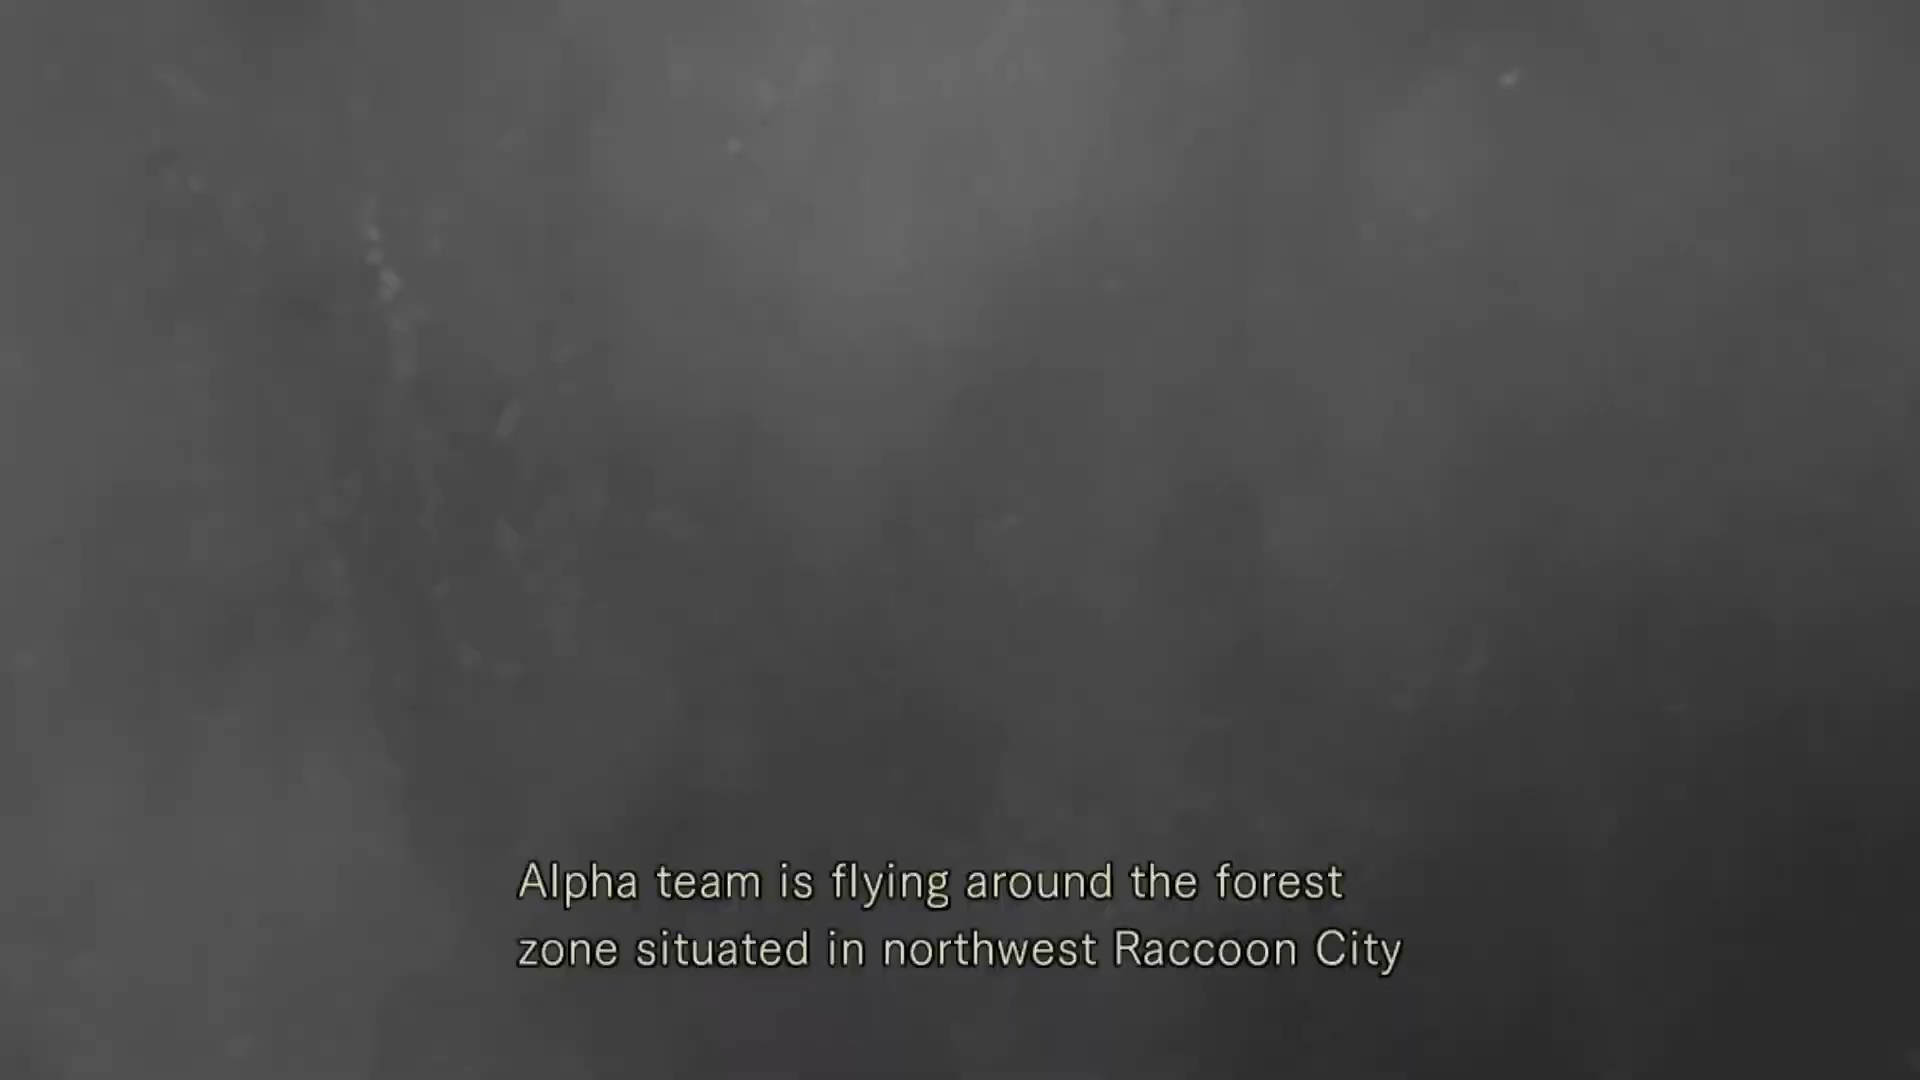 Alpha team is flying around the forest
zone situated in northwest Raccoon City